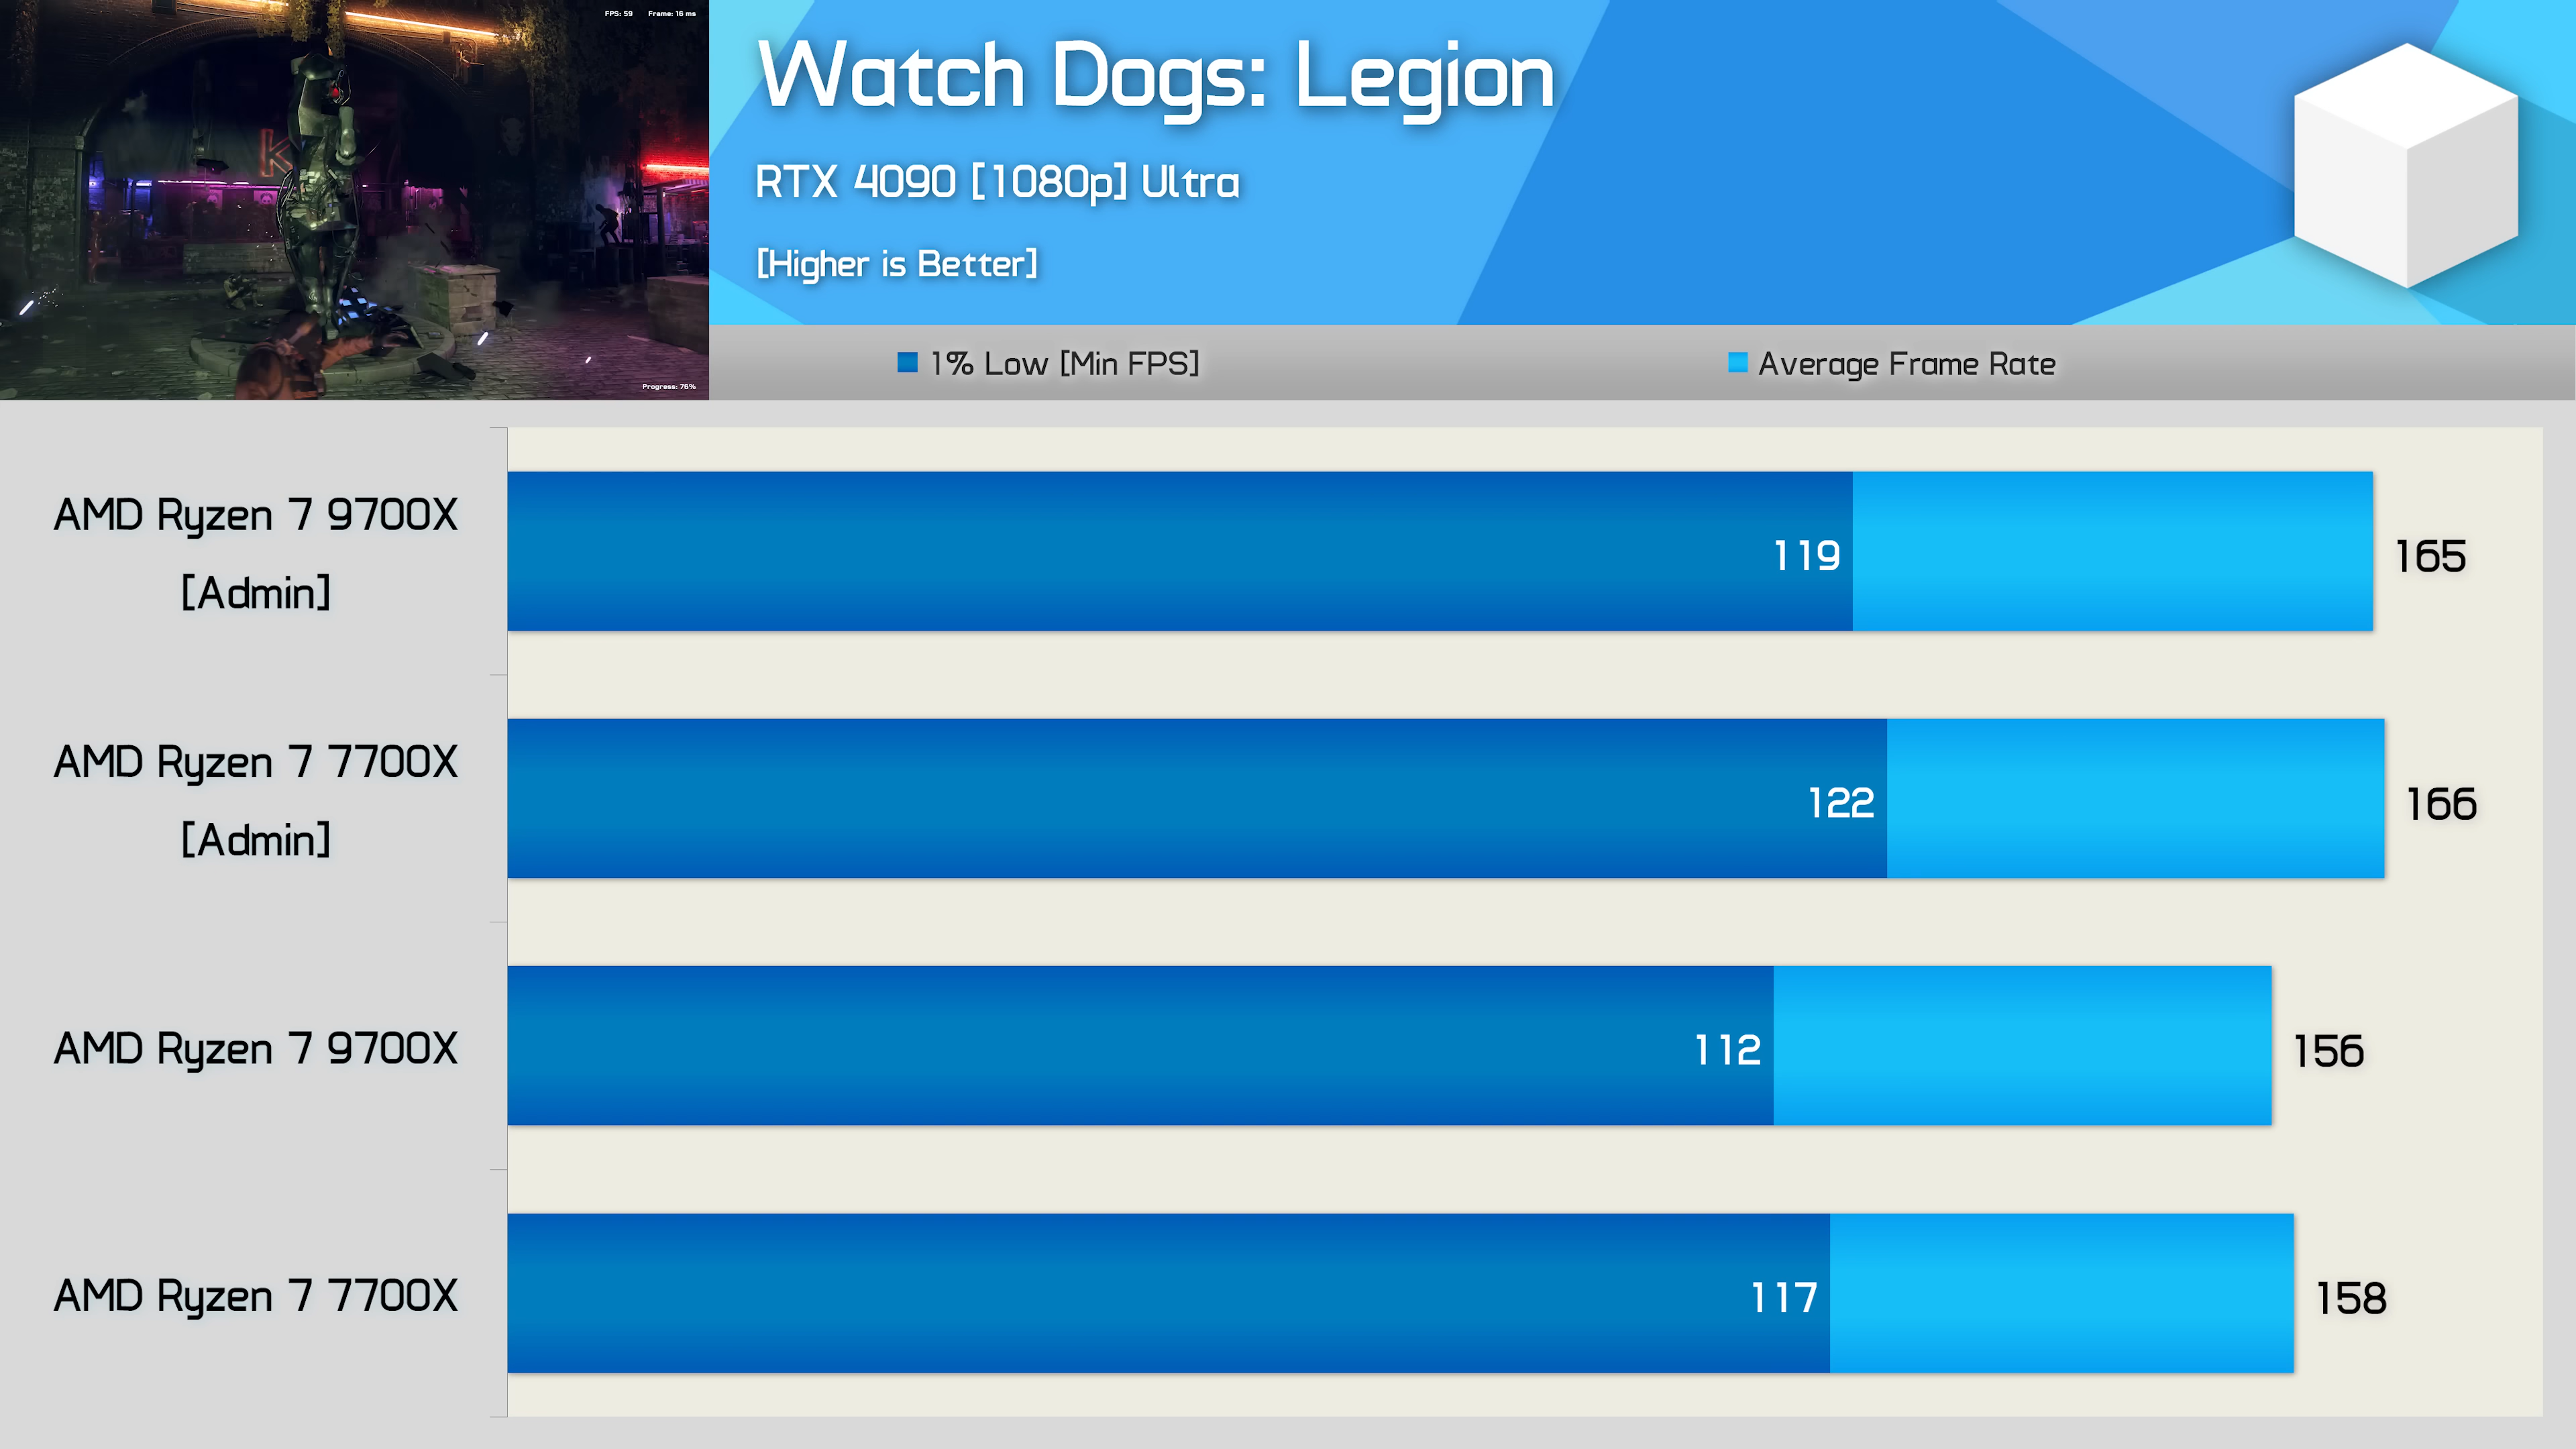 FPS: 59 Frame: 16 ms
K
Progress: 76%
Watch Dogs: Legion
RTX 4090 [1080p] Ultra
[Higher is Better]
1% Low [Min FPS]
Average Frame Rate
AMD Ryzen 7 9700X
[Admin]
119
165
AMD Ryzen 7 7700X
[Admin]
122
166
AMD Ryzen 7 9700X
112
156
AMD Ryzen 7 7700X
117
158